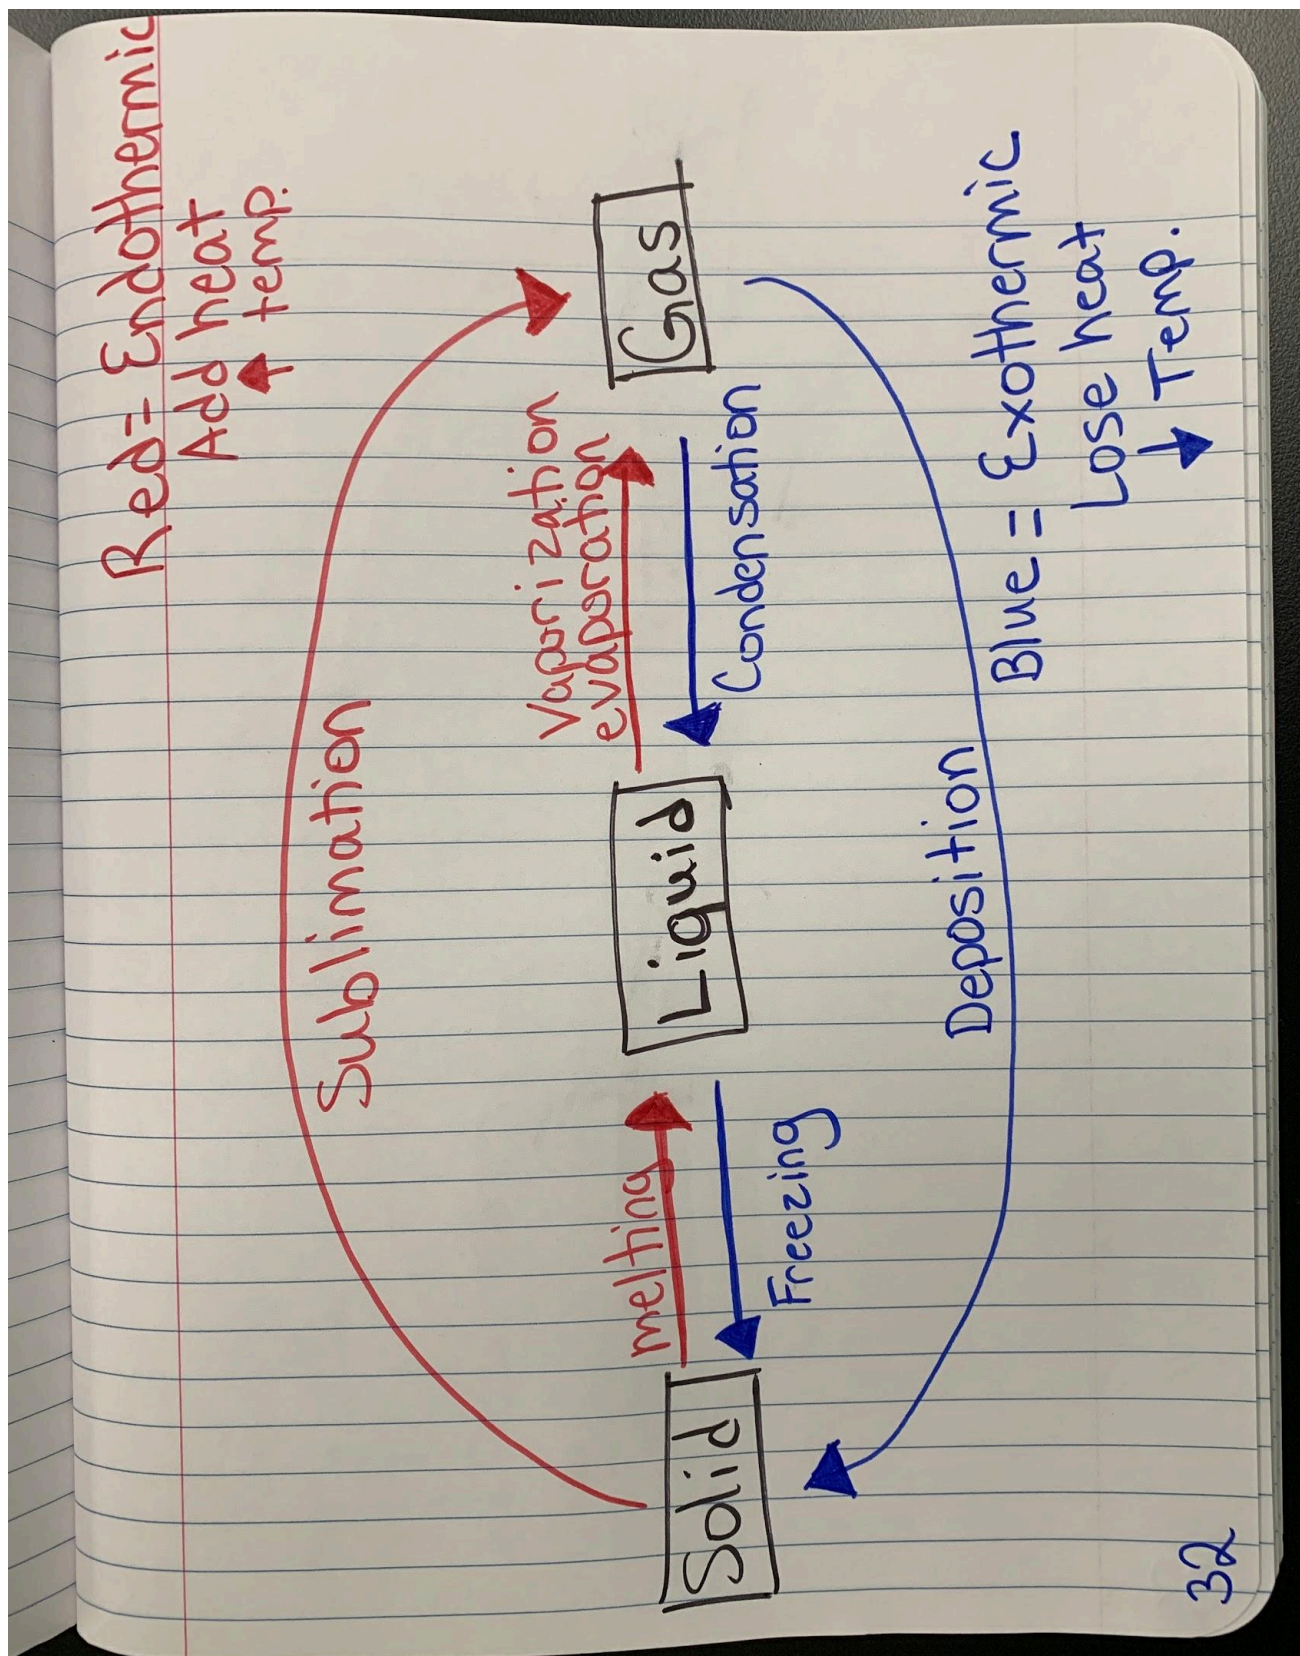 Red= Endothermic
Add heat
↑ temp.
Sublimation
Vaporization
evaporation
melting
Solid
Liquid
Gas
Condensation
Freezing
Deposition
Blue = Exothermic
Lose heat
↓ Temp.
32